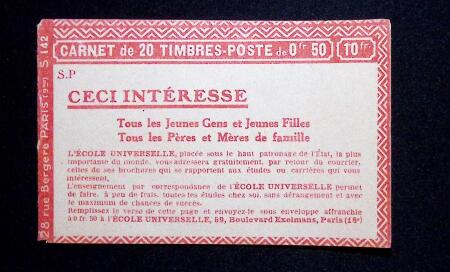 CARNET de 20 TIMBRES-POSTE de 0 fr 50
10 fr.
28 rue Bergère PARIS (9e) S. 142
S.P
CECI INTÉRESSE
Tous les Jeunes Gens et Jeunes Filles
Tous les Pères et Mères de famille
L'ÉCOLE UNIVERSELLE, placée sous le haut patronage de l'État, la plus
importante du monde, vous adressera gratuitement, par retour du courrier,
celles de ses brochures qui se rapportent aux études ou carrières qui vous
intéressent.
L'enseignement par correspondance de l'ÉCOLE UNIVERSELLE permet
de faire, à peu de frais, toutes les études chez soi, sans dérangement et avec
le maximum de chances de succès.
Remplissez le verso de cette page et envoyez-le sous enveloppe affranchie
à 0 fr. 50 à l'ÉCOLE UNIVERSELLE, 59, Boulevard Exelmans, Paris (16e)